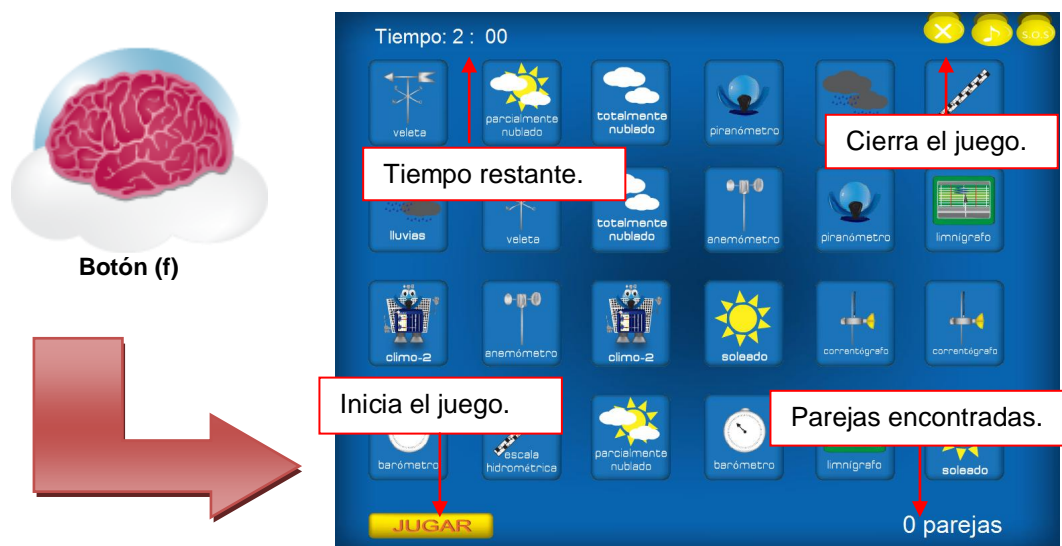 Botón (f)
Tiempo: 2 : 00
s.o.s
veleta
parcialmente
nublado
totalmente
nublado
piranómetro
Cierra el juego.
Tiempo restante.
lluvias
veleta
totalmente
nublado
anemómetro
piranómetro
limnígrafo
climo-2
anemómetro
climo-2
soleado
correntógrafo
correntógrafo
Inicia el juego.
Parejas encontradas.
barómetro
escala
hidrométrica
parcialmente
nublado
barómetro
limnígrafo
soleado
JUGAR
0 parejas